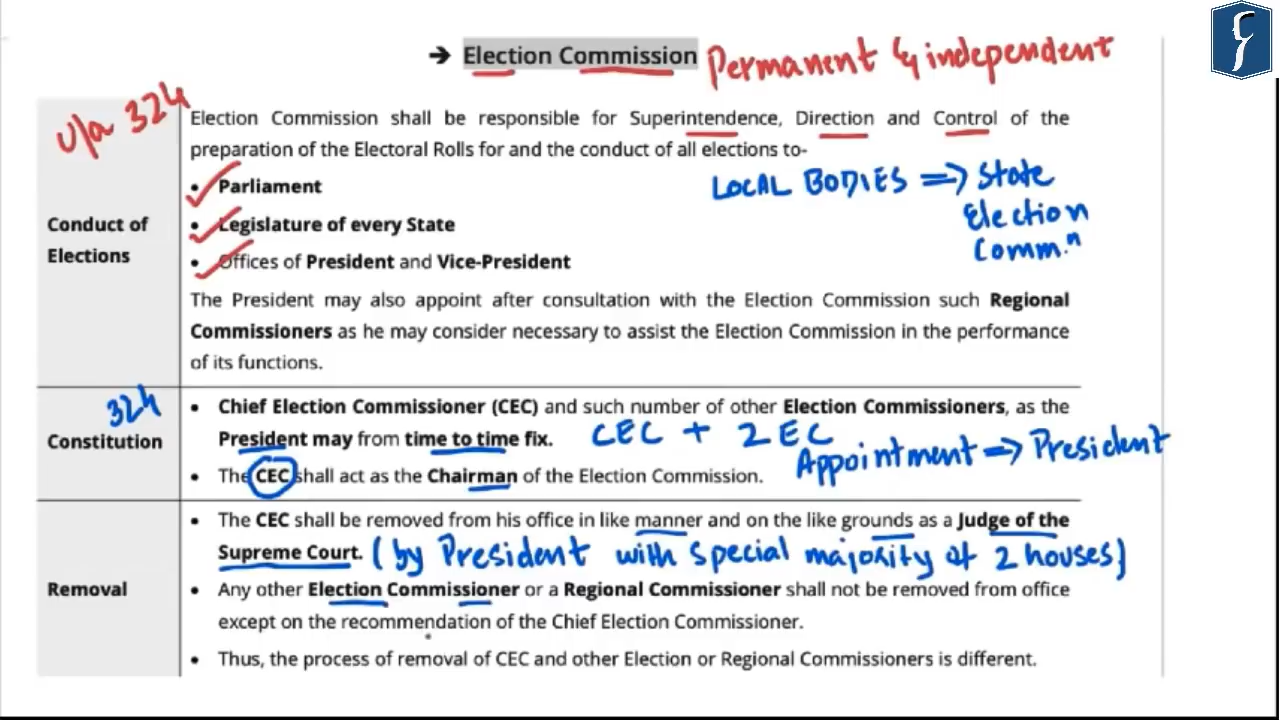 → Election Commission Permanent & independent
u/a 324
Election Commission shall be responsible for Superintendence, Direction and Control of the
preparation of the Electoral Rolls for and the conduct of all elections to-
• Parliament
LOCAL BODIES => State
Election
Comm.n
Conduct of
Elections
• Legislature of every State
• Offices of President and Vice-President
The President may also appoint after consultation with the Election Commission such Regional
Commissioners as he may consider necessary to assist the Election Commission in the performance
of its functions.
324
Constitution
• Chief Election Commissioner (CEC) and such number of other Election Commissioners, as the
President may from time to time fix. CEC + 2 EC
Appointment => President
• The CEC shall act as the Chairman of the Election Commission.
Removal
• The CEC shall be removed from his office in like manner and on the like grounds as a Judge of the
Supreme Court. (by President with special majority of 2 houses)
• Any other Election Commissioner or a Regional Commissioner shall not be removed from office
except on the recommendation of the Chief Election Commissioner.
• Thus, the process of removal of CEC and other Election or Regional Commissioners is different.